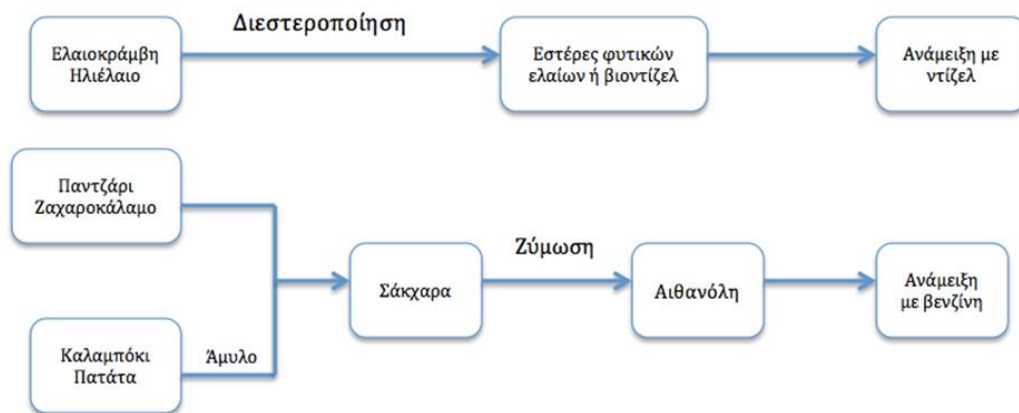 Διεστεροποίηση
Ελαιοκράμβη
Ηλιέλαιο
Εστέρες φυτικών
ελαίων ή βιοντίζελ
Ανάμειξη με
ντίζελ
Παντζάρι
Ζαχαροκάλαμο
Καλαμπόκι
Πατάτα
Άμυλο
Σάκχαρα
Ζύμωση
Αιθανόλη
Ανάμειξη
με βενζίνη